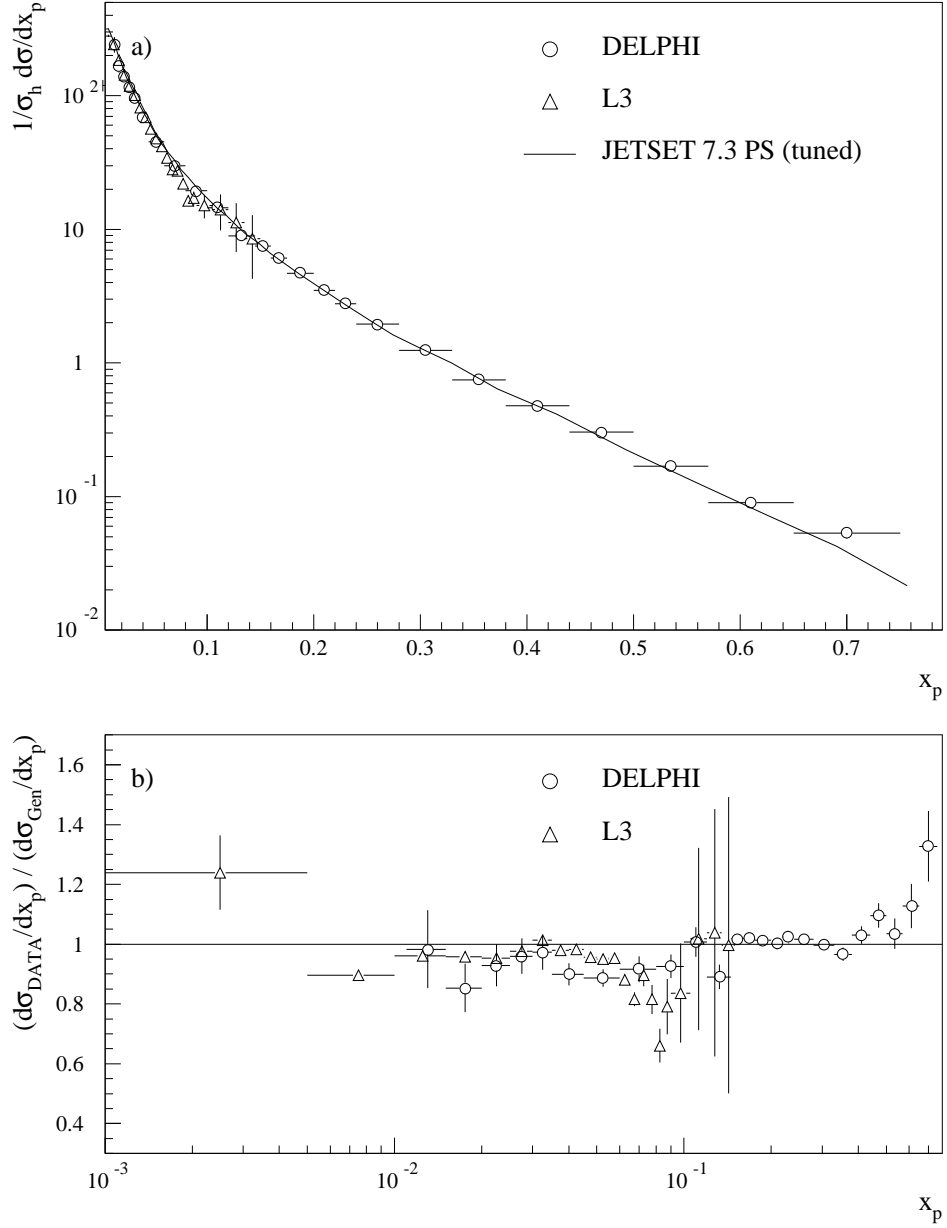 1/σ_h dσ/dx_p
a)
DELPHI
L3
JETSET 7.3 PS (tuned)
10^2
10
1
10^-1
10^-2
0.1 0.2 0.3 0.4 0.5 0.6 0.7
x_p
(dσ_DATA/dx_p) / (dσ_Gen/dx_p)
b)
DELPHI
L3
1.6
1.4
1.2
1
0.8
0.6
0.4
10^-3 10^-2 10^-1
x_p